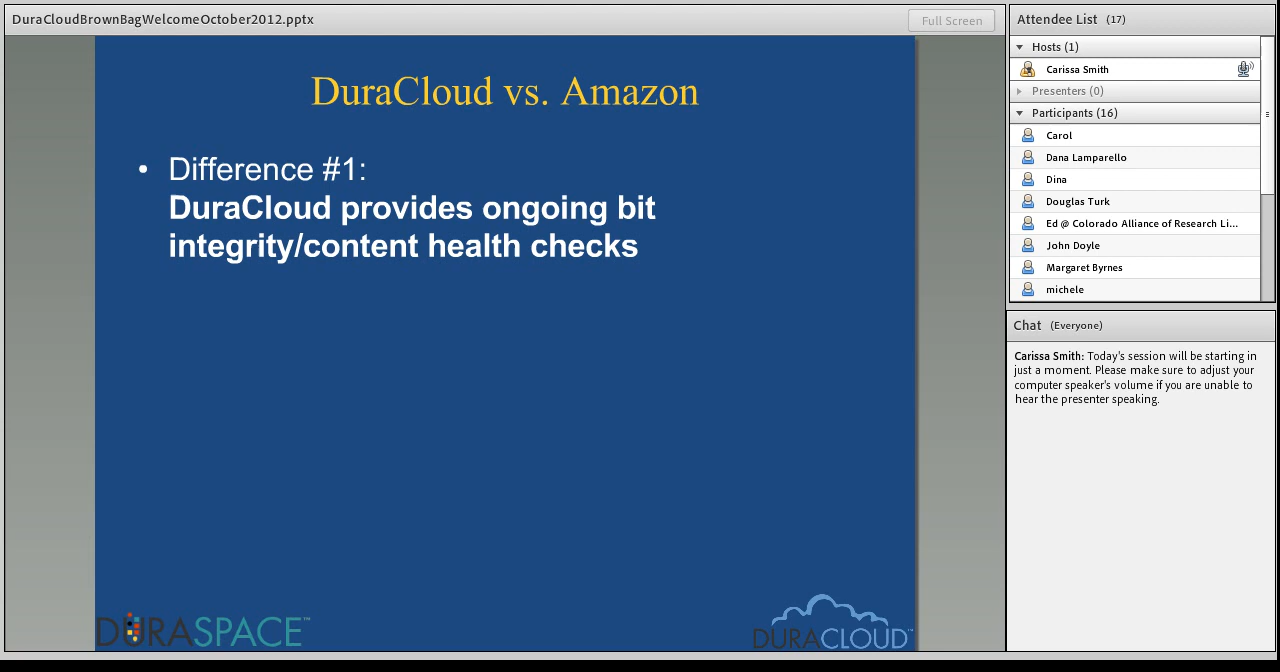 DuraCloudBrownBagWelcomeOctober2012.pptx
Full Screen
DuraCloud vs. Amazon
• Difference #1:
DuraCloud provides ongoing bit
integrity/content health checks
DURASPACE™
DURACLOUD™
Attendee List (17)
Hosts (1)
Carissa Smith
Presenters (0)
Participants (16)
Carol
Dana Lamparello
Dina
Douglas Turk
Ed @ Colorado Alliance of Research Li...
John Doyle
Margaret Byrnes
michele
Chat (Everyone)
Carissa Smith: Today's session will be starting in
just a moment. Please make sure to adjust your
computer speaker's volume if you are unable to
hear the presenter speaking.